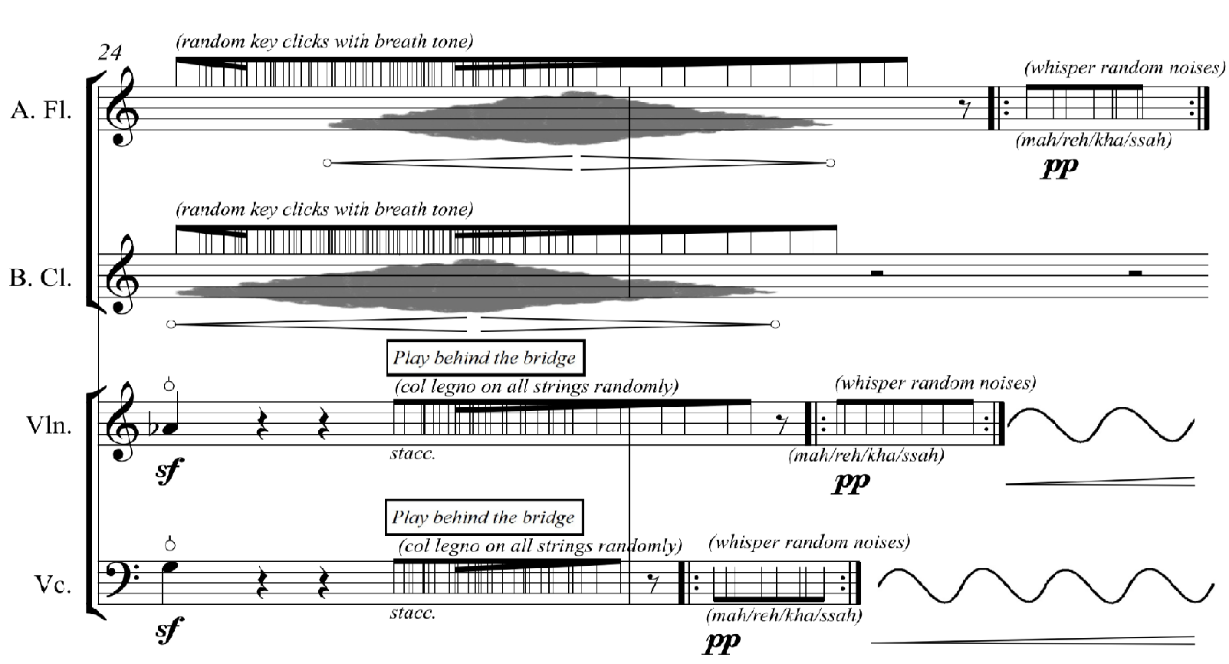 24
(random key clicks with breath tone)
(whisper random noises)
A. Fl.
(mah/reh/kha/ssah)
pp
(random key clicks with breath tone)
B. Cl.
Play behind the bridge
(col legno on all strings randomly)
(whisper random noises)
Vln.
sf
stacc.
(mah/reh/kha/ssah)
pp
Play behind the bridge
(col legno on all strings randomly)
(whisper random noises)
Vc.
sf
stacc.
(mah/reh/kha/ssah)
pp